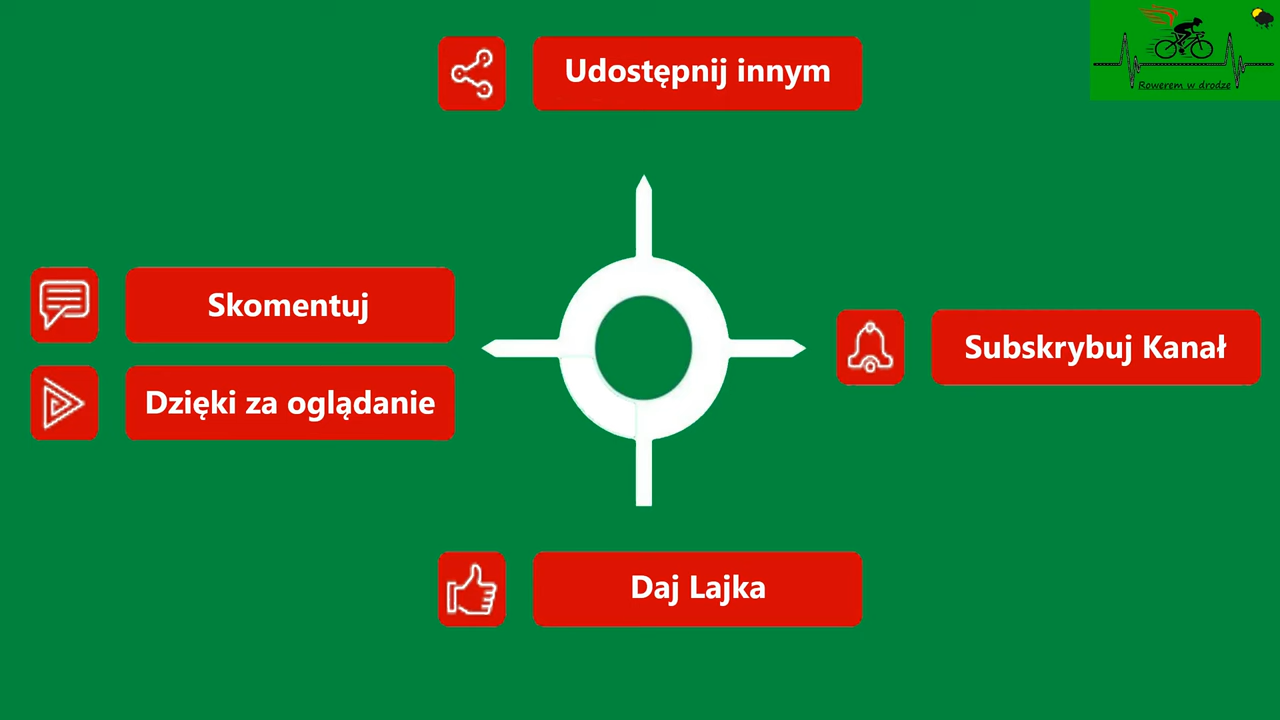 Udostępnij innym
Rowerem w drodze
Skomentuj
Subskrybuj Kanał
Dzięki za oglądanie
Daj Lajka